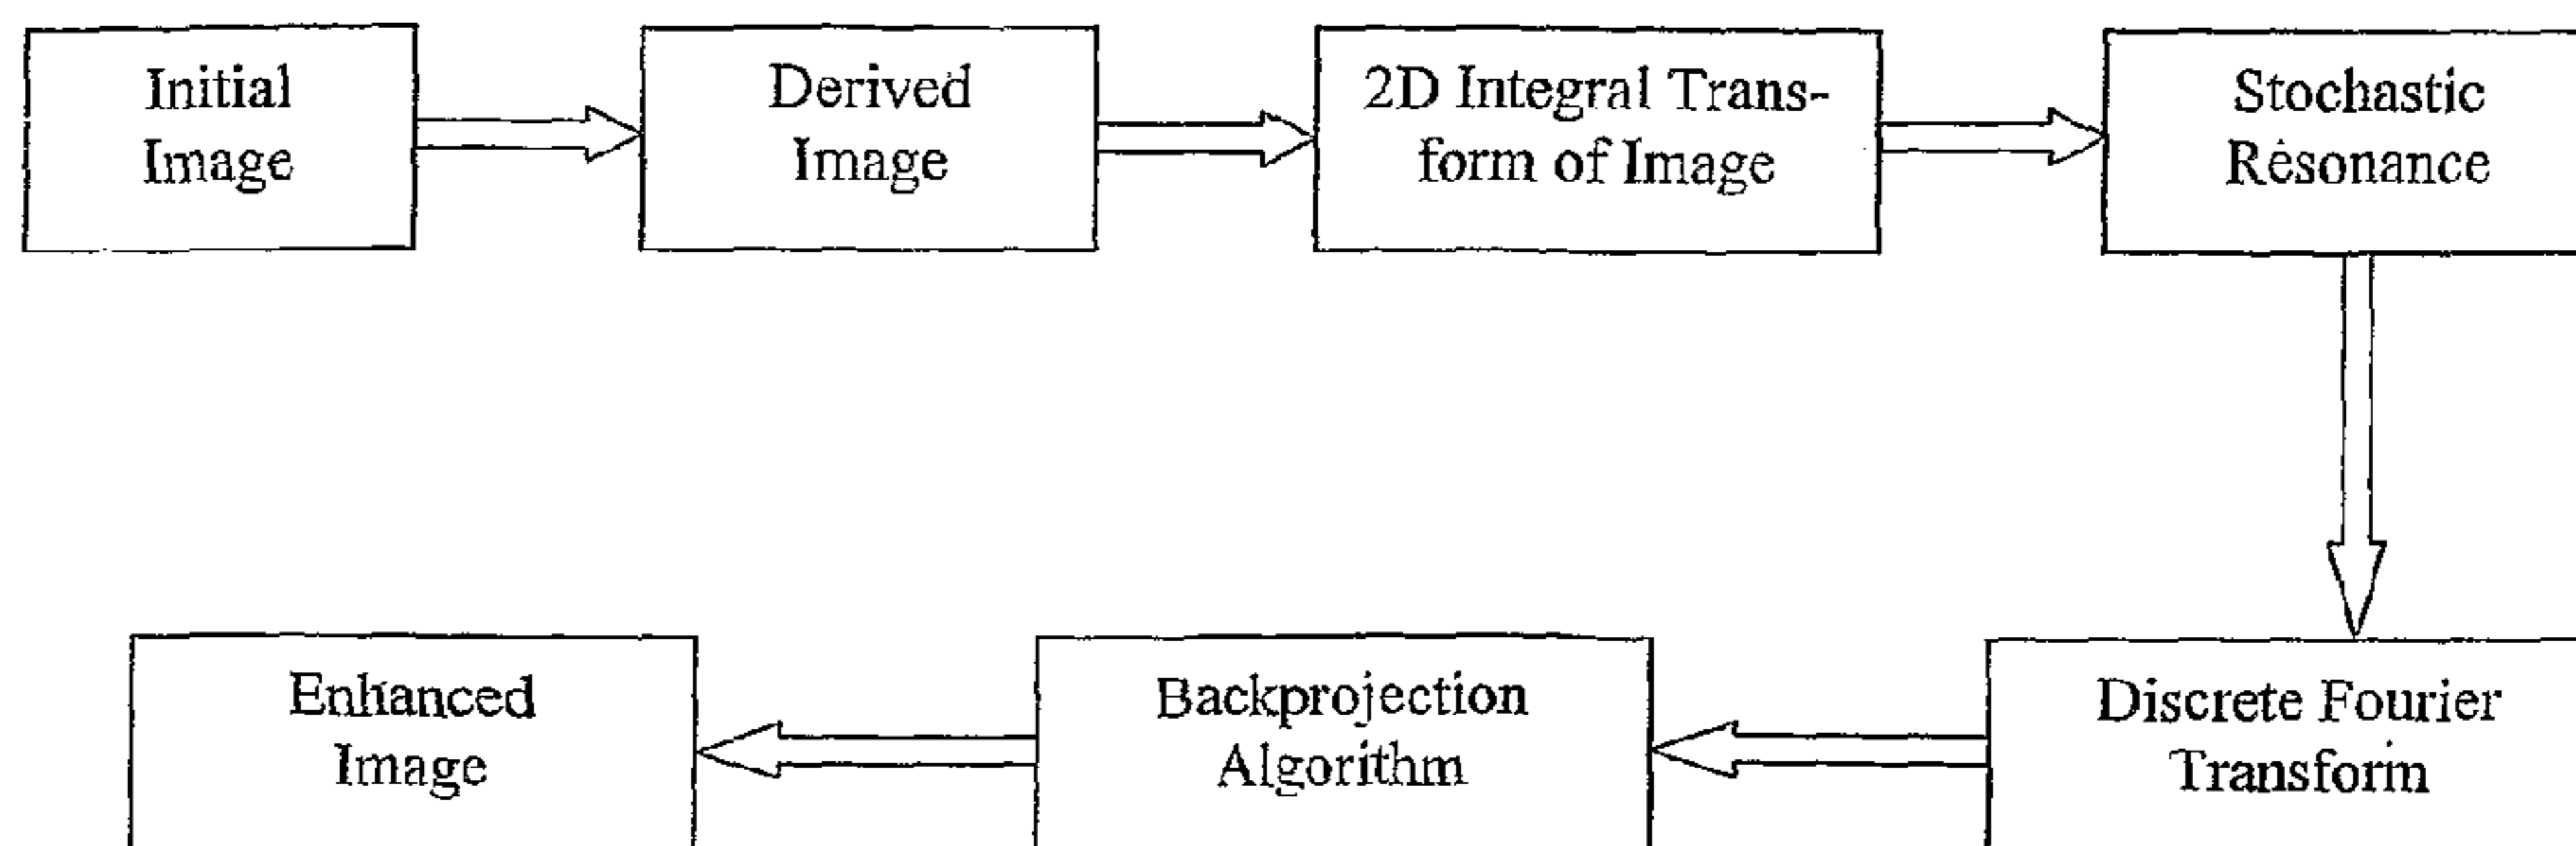 Initial
Image
Derived
Image
2D Integral Trans-
form of Image
Stochastic
Resonance
Discrete Fourier
Transform
Backprojection
Algorithm
Enhanced
Image